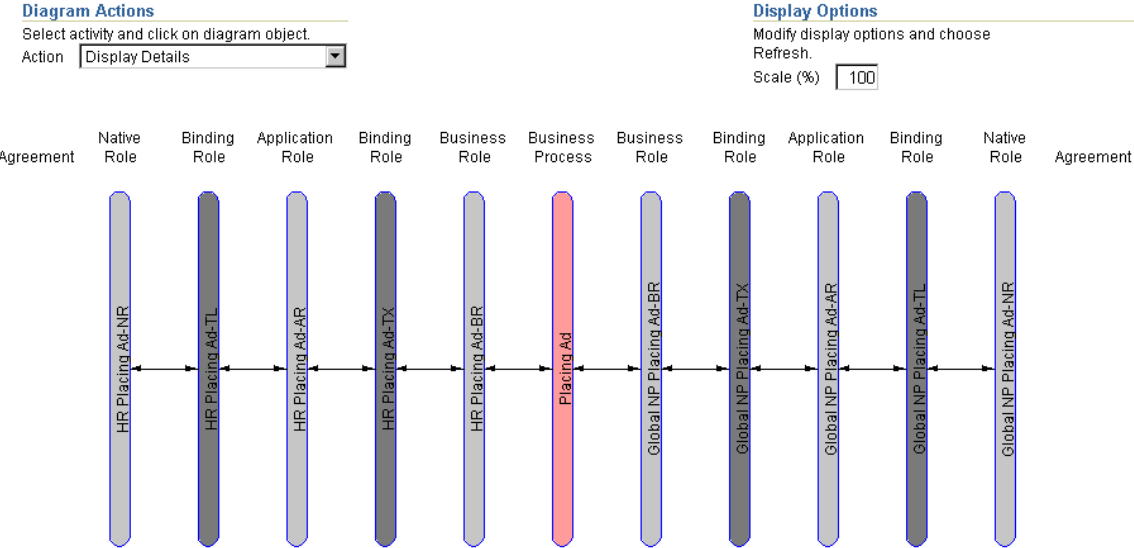 Diagram Actions
Select activity and click on diagram object.
Action Display Details
Display Options
Modify display options and choose
Refresh.
Scale (%) 100
Agreement
Native
Role
Binding
Role
Application
Role
Binding
Role
Business
Role
Business
Process
Business
Role
Binding
Role
Application
Role
Binding
Role
Native
Role
Agreement
HR Placing Ad-NR
HR Placing Ad-TL
HR Placing Ad-AR
HR Placing Ad-TX
HR Placing Ad-BR
Placing Ad
Global NP Placing Ad-BR
Global NP Placing Ad-TX
Global NP Placing Ad-AR
Global NP Placing Ad-TL
Global NP Placing Ad-NR